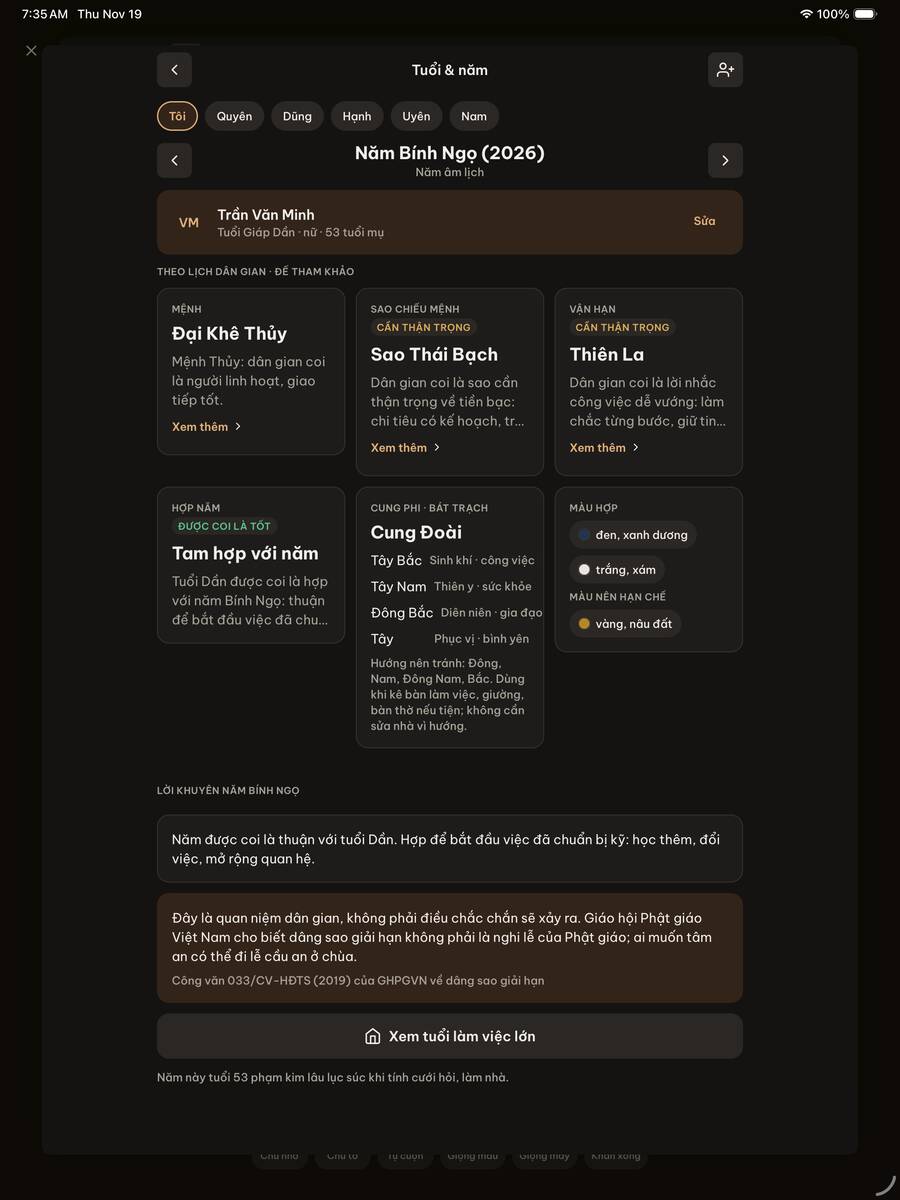 7:35 AM Thu Nov 19
100%
Tuổi & năm
Tôi
Quyên
Dũng
Hạnh
Uyên
Nam
Năm Bính Ngọ (2026)
Năm âm lịch
VM
Trần Văn Minh
Tuổi Giáp Dần · nữ · 53 tuổi mụ
Sửa
THEO LỊCH DÂN GIAN · ĐỂ THAM KHẢO
MỆNH
Đại Khê Thủy
Mệnh Thủy: dân gian coi
là người linh hoạt, giao
tiếp tốt.
Xem thêm
SAO CHIẾU MỆNH
CẨN THẬN TRỌNG
Sao Thái Bạch
Dân gian coi là sao cần
thận trọng về tiền bạc:
chi tiêu có kế hoạch, tr...
Xem thêm
VẬN HẠN
CẨN THẬN TRỌNG
Thiên La
Dân gian coi là lời nhắc
công việc dễ vướng: làm
chắc từng bước, giữ tin...
Xem thêm
HỢP NĂM
ĐƯỢC COI LÀ TỐT
Tam hợp với năm
Tuổi Dần được coi là hợp
với năm Bính Ngọ: thuận
để bắt đầu việc đã chu...
CUNG PHI · BÁT TRẠCH
Cung Đoài
Tây Bắc Sinh khí · công việc
Tây Nam Thiên y · sức khỏe
Đông Bắc Diên niên · gia đạo
Tây Phục vị · bình yên
Hướng nên tránh: Đông,
Nam, Đông Nam, Bắc. Dùng
khi kê bàn làm việc, giường,
bàn thờ nếu tiện; không cần
sửa nhà vì hướng.
MÀU HỢP
đen, xanh dương
trắng, xám
MÀU NÊN HẠN CHẾ
vàng, nâu đất
LỜI KHUYÊN NĂM BÍNH NGỌ
Năm được coi là thuận với tuổi Dần. Hợp để bắt đầu việc đã chuẩn bị kỹ: học thêm, đổi
việc, mở rộng quan hệ.
Đây là quan niệm dân gian, không phải điều chắc chắn sẽ xảy ra. Giáo hội Phật giáo
Việt Nam cho biết dâng sao giải hạn không phải là nghi lễ của Phật giáo; ai muốn tâm
an có thể đi lễ cầu an ở chùa.
Công văn 033/CV-HĐTS (2019) của GHPGVN về dâng sao giải hạn
Xem tuổi làm việc lớn
Năm này tuổi 53 phạm kim lâu lục súc khi tính cưới hỏi, làm nhà.
Chữ nhỏ
Chữ to
Tự cuộn
Giọng mẫu
Giọng máy
Khấn xong